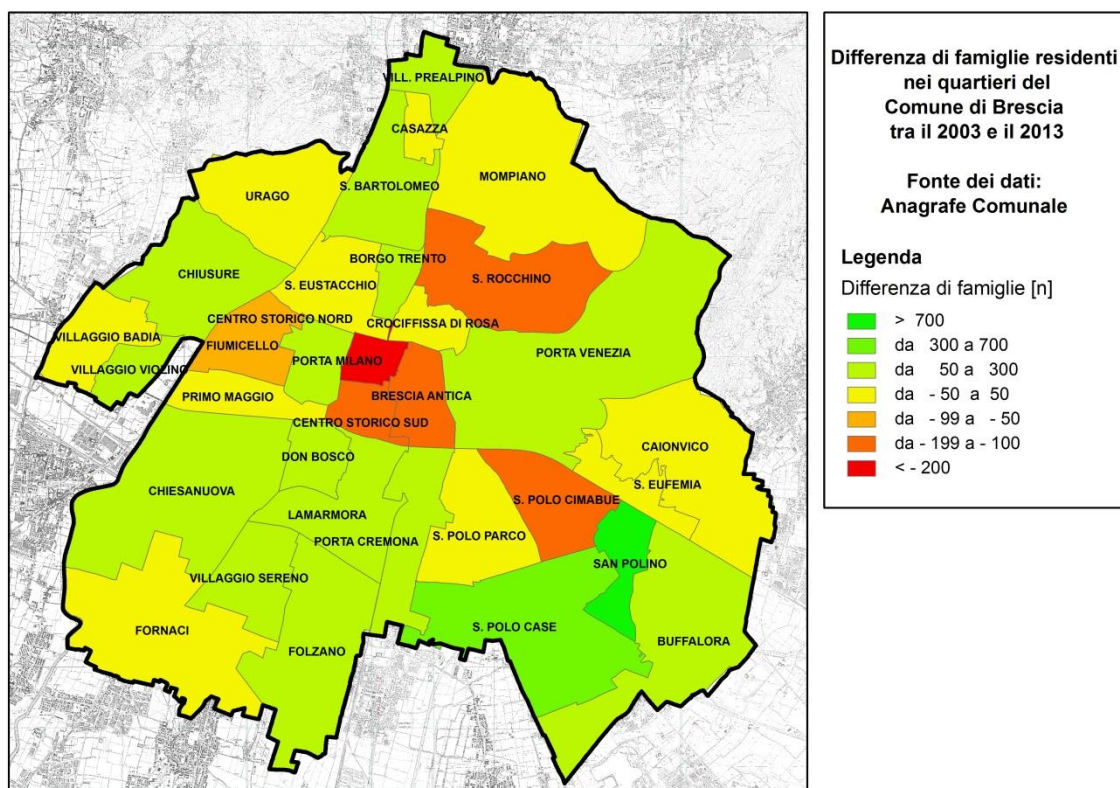 VILL. PREALPINO
CASAZZA
MOMPIANO
URAGO
S. BARTOLOMEO
BORGO TRENTO
S. ROCCHINO
CHIUSURE
S. EUSTACCHIO
CENTRO STORICO NORD
CROCIFFISSA DI ROSA
VILLAGGIO BADIA
FIUMICELLO
PORTA MILANO
PORTA VENEZIA
VILLAGGIO VIOLINO
PRIMO MAGGIO
BRESCIA ANTICA
CENTRO STORICO SUD
CAIONVICO
DON BOSCO
S. EUFEMIA
CHIESANUOVA
S. POLO CIMABUE
LAMARMORA
S. POLO PARCO
PORTA CREMONA
SAN POLINO
VILLAGGIO SERENO
S. POLO CASE
FORNACI
BUFFALORA
FOLZANO
Differenza di famiglie residenti
nei quartieri del
Comune di Brescia
tra il 2003 e il 2013
Fonte dei dati:
Anagrafe Comunale
Legenda
Differenza di famiglie [n]
> 700
da 300 a 700
da 50 a 300
da - 50 a 50
da - 99 a - 50
da - 199 a - 100
< - 200